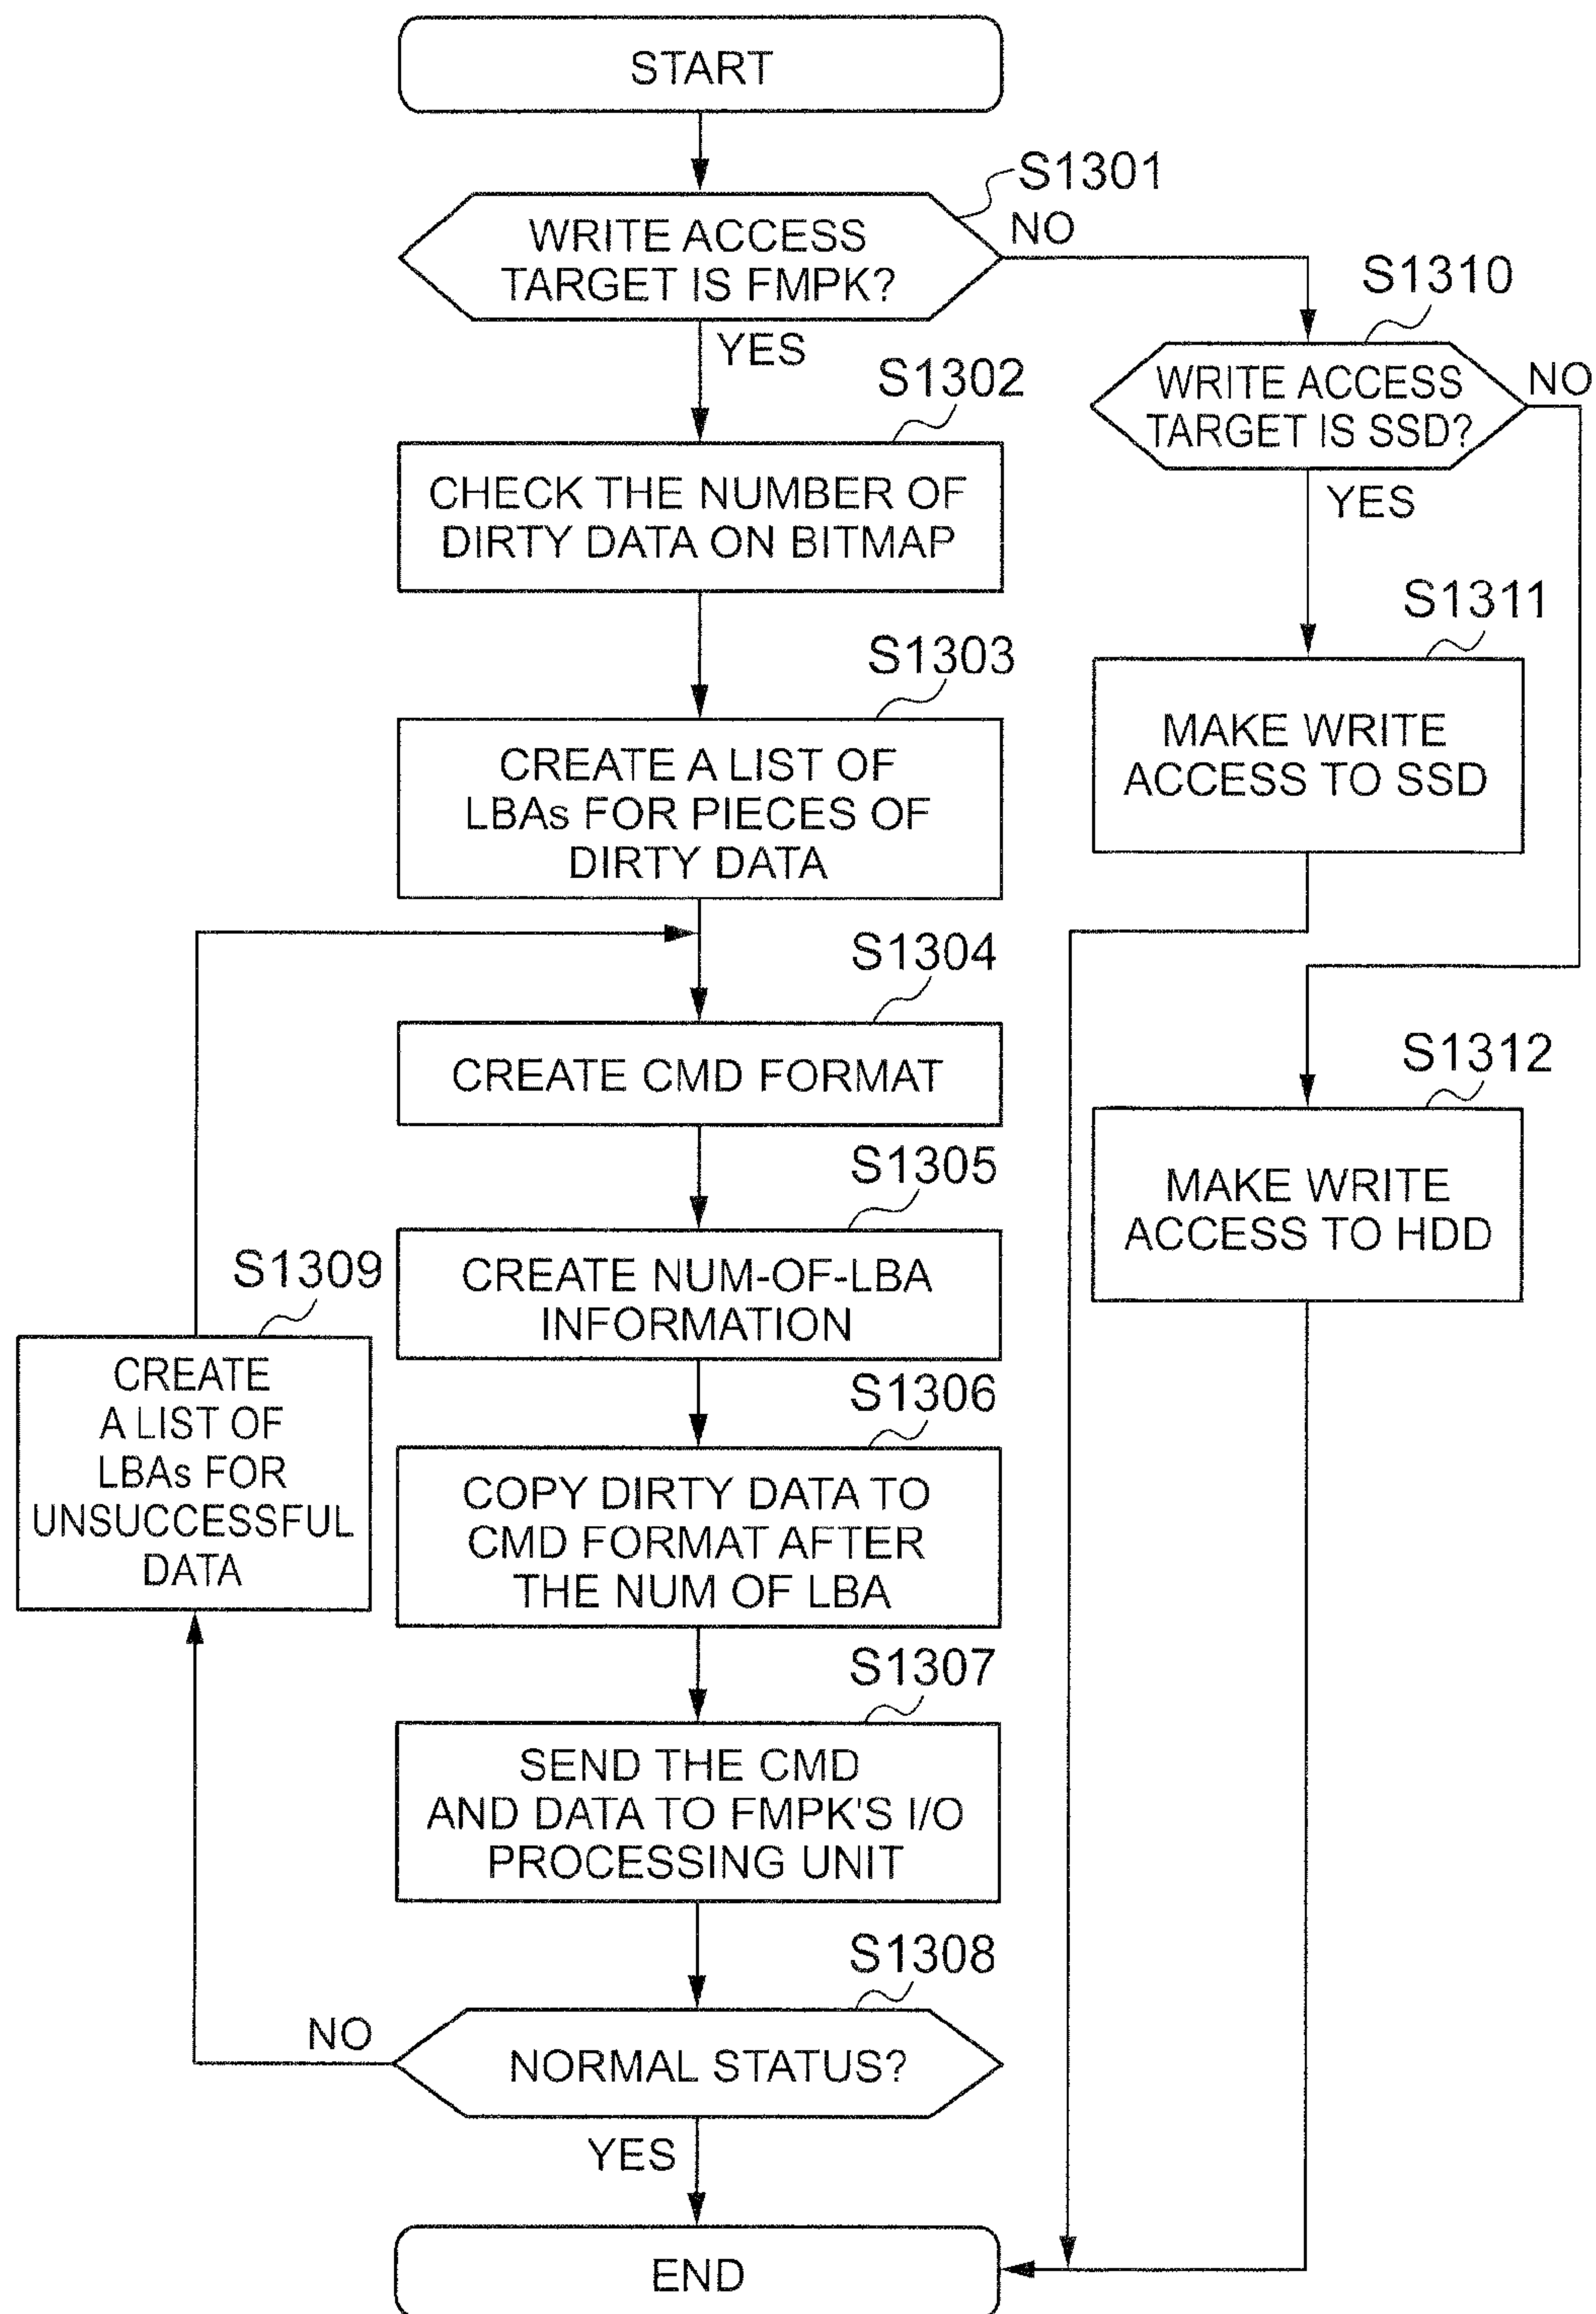 START
S1301
WRITE ACCESS
TARGET IS FMPK?
NO
YES
S1310
WRITE ACCESS
TARGET IS SSD?
NO
YES
S1302
CHECK THE NUMBER OF
DIRTY DATA ON BITMAP
S1311
MAKE WRITE
ACCESS TO SSD
S1303
CREATE A LIST OF
LBAs FOR PIECES OF
DIRTY DATA
S1304
CREATE CMD FORMAT
S1312
MAKE WRITE
ACCESS TO HDD
S1305
CREATE NUM-OF-LBA
INFORMATION
S1309
CREATE
A LIST OF
LBAs FOR
UNSUCCESSFUL
DATA
S1306
COPY DIRTY DATA TO
CMD FORMAT AFTER
THE NUM OF LBA
S1307
SEND THE CMD
AND DATA TO FMPK'S I/O
PROCESSING UNIT
S1308
NORMAL STATUS?
NO
YES
END